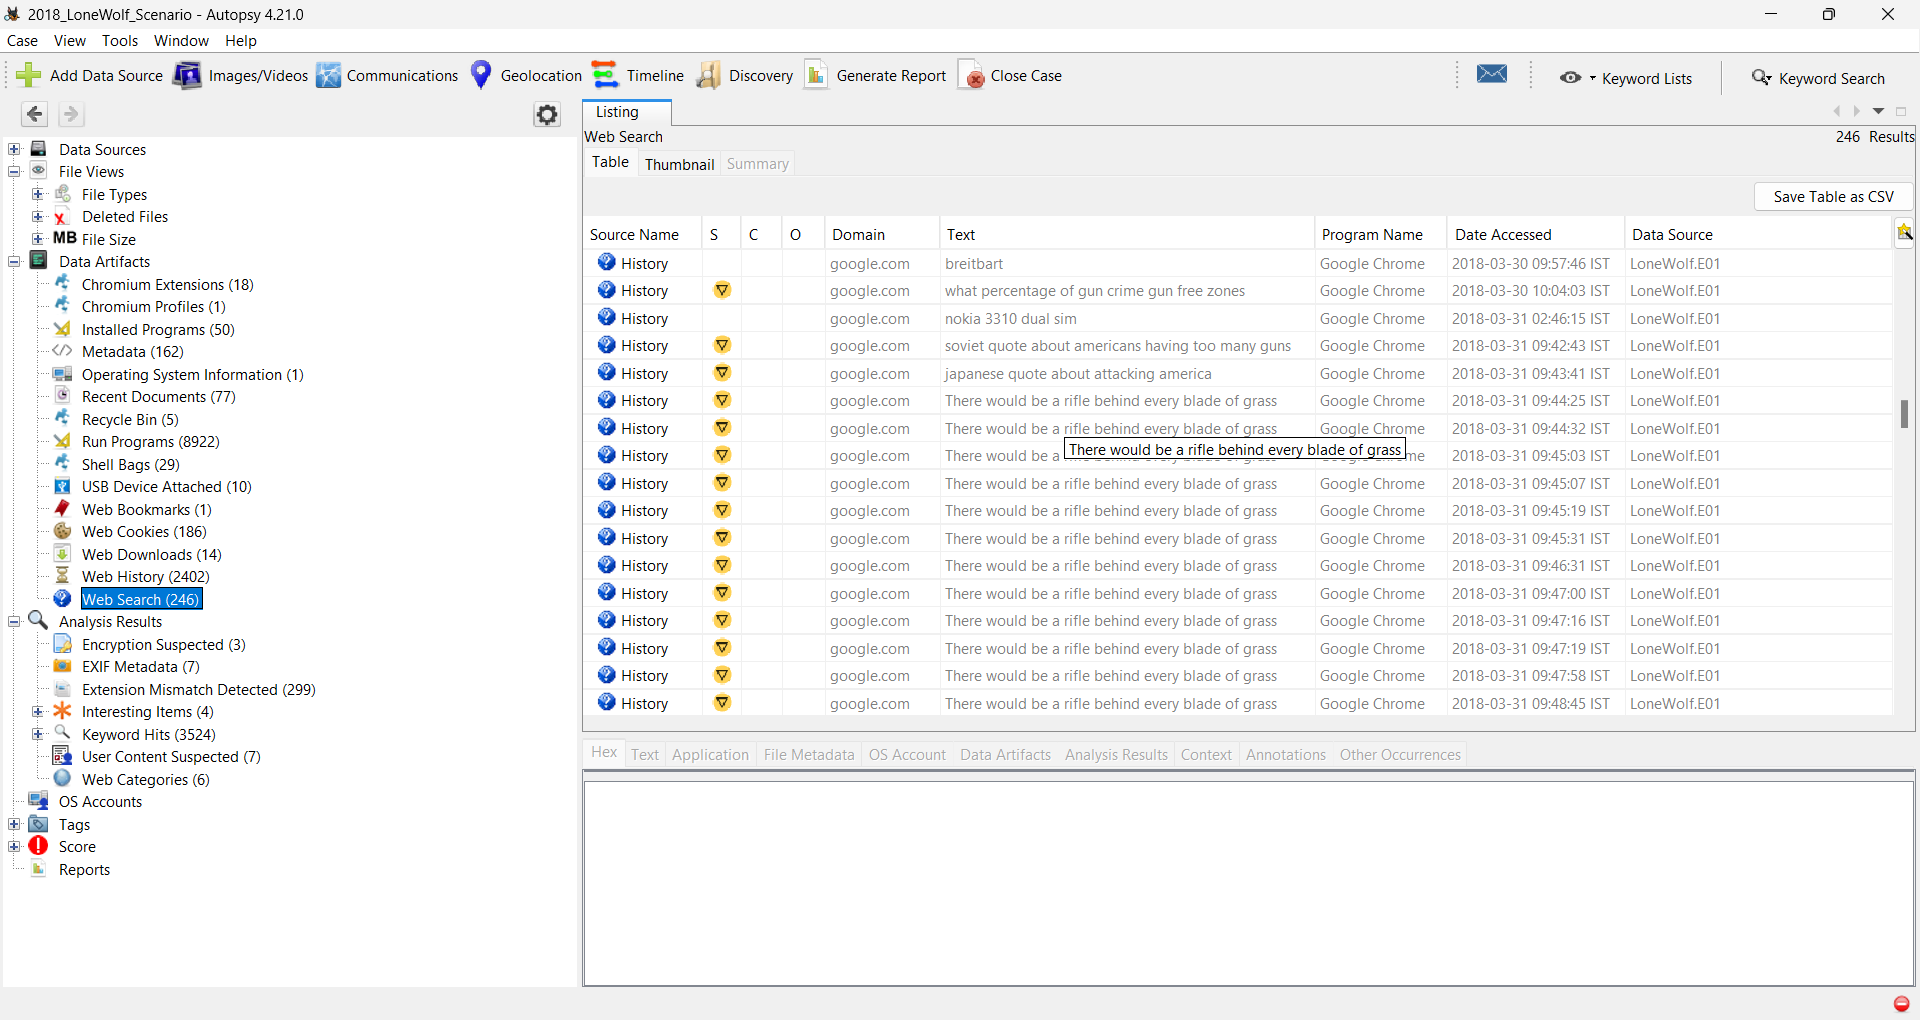 2018_LoneWolf_Scenario - Autopsy 4.21.0
Case View Tools Window Help
Add Data Source Images/Videos Communications Geolocation Timeline Discovery Generate Report Close Case Keyword Lists Keyword Search
Data Sources
File Views
File Types
Deleted Files
MB File Size
Data Artifacts
Chromium Extensions (18)
Chromium Profiles (1)
Installed Programs (50)
Metadata (162)
Operating System Information (1)
Recent Documents (77)
Recycle Bin (5)
Run Programs (8922)
Shell Bags (29)
USB Device Attached (10)
Web Bookmarks (1)
Web Cookies (186)
Web Downloads (14)
Web History (2402)
Web Search (246)
Analysis Results
Encryption Suspected (3)
EXIF Metadata (7)
Extension Mismatch Detected (299)
Interesting Items (4)
Keyword Hits (3524)
User Content Suspected (7)
Web Categories (6)
OS Accounts
Tags
Score
Reports
Listing
Web Search 246 Results
Table Thumbnail Summary
Save Table as CSV
Source Name S C O Domain Text Program Name Date Accessed Data Source
History google.com breitbart Google Chrome 2018-03-30 09:57:46 IST LoneWolf.E01
History google.com what percentage of gun crime gun free zones Google Chrome 2018-03-30 10:04:03 IST LoneWolf.E01
History google.com nokia 3310 dual sim Google Chrome 2018-03-31 02:46:15 IST LoneWolf.E01
History google.com soviet quote about americans having too many guns Google Chrome 2018-03-31 09:42:43 IST LoneWolf.E01
History google.com japanese quote about attacking america Google Chrome 2018-03-31 09:43:41 IST LoneWolf.E01
History google.com There would be a rifle behind every blade of grass Google Chrome 2018-03-31 09:44:25 IST LoneWolf.E01
History google.com There would be a rifle behind every blade of grass Google Chrome 2018-03-31 09:44:32 IST LoneWolf.E01
There would be a rifle behind every blade of grass
History google.com There would be a 2018-03-31 09:45:03 IST LoneWolf.E01
History google.com There would be a rifle behind every blade of grass Google Chrome 2018-03-31 09:45:07 IST LoneWolf.E01
History google.com There would be a rifle behind every blade of grass Google Chrome 2018-03-31 09:45:19 IST LoneWolf.E01
History google.com There would be a rifle behind every blade of grass Google Chrome 2018-03-31 09:45:31 IST LoneWolf.E01
History google.com There would be a rifle behind every blade of grass Google Chrome 2018-03-31 09:46:31 IST LoneWolf.E01
History google.com There would be a rifle behind every blade of grass Google Chrome 2018-03-31 09:47:00 IST LoneWolf.E01
History google.com There would be a rifle behind every blade of grass Google Chrome 2018-03-31 09:47:16 IST LoneWolf.E01
History google.com There would be a rifle behind every blade of grass Google Chrome 2018-03-31 09:47:19 IST LoneWolf.E01
History google.com There would be a rifle behind every blade of grass Google Chrome 2018-03-31 09:47:58 IST LoneWolf.E01
History google.com There would be a rifle behind every blade of grass Google Chrome 2018-03-31 09:48:45 IST LoneWolf.E01
Hex Text Application File Metadata OS Account Data Artifacts Analysis Results Context Annotations Other Occurrences